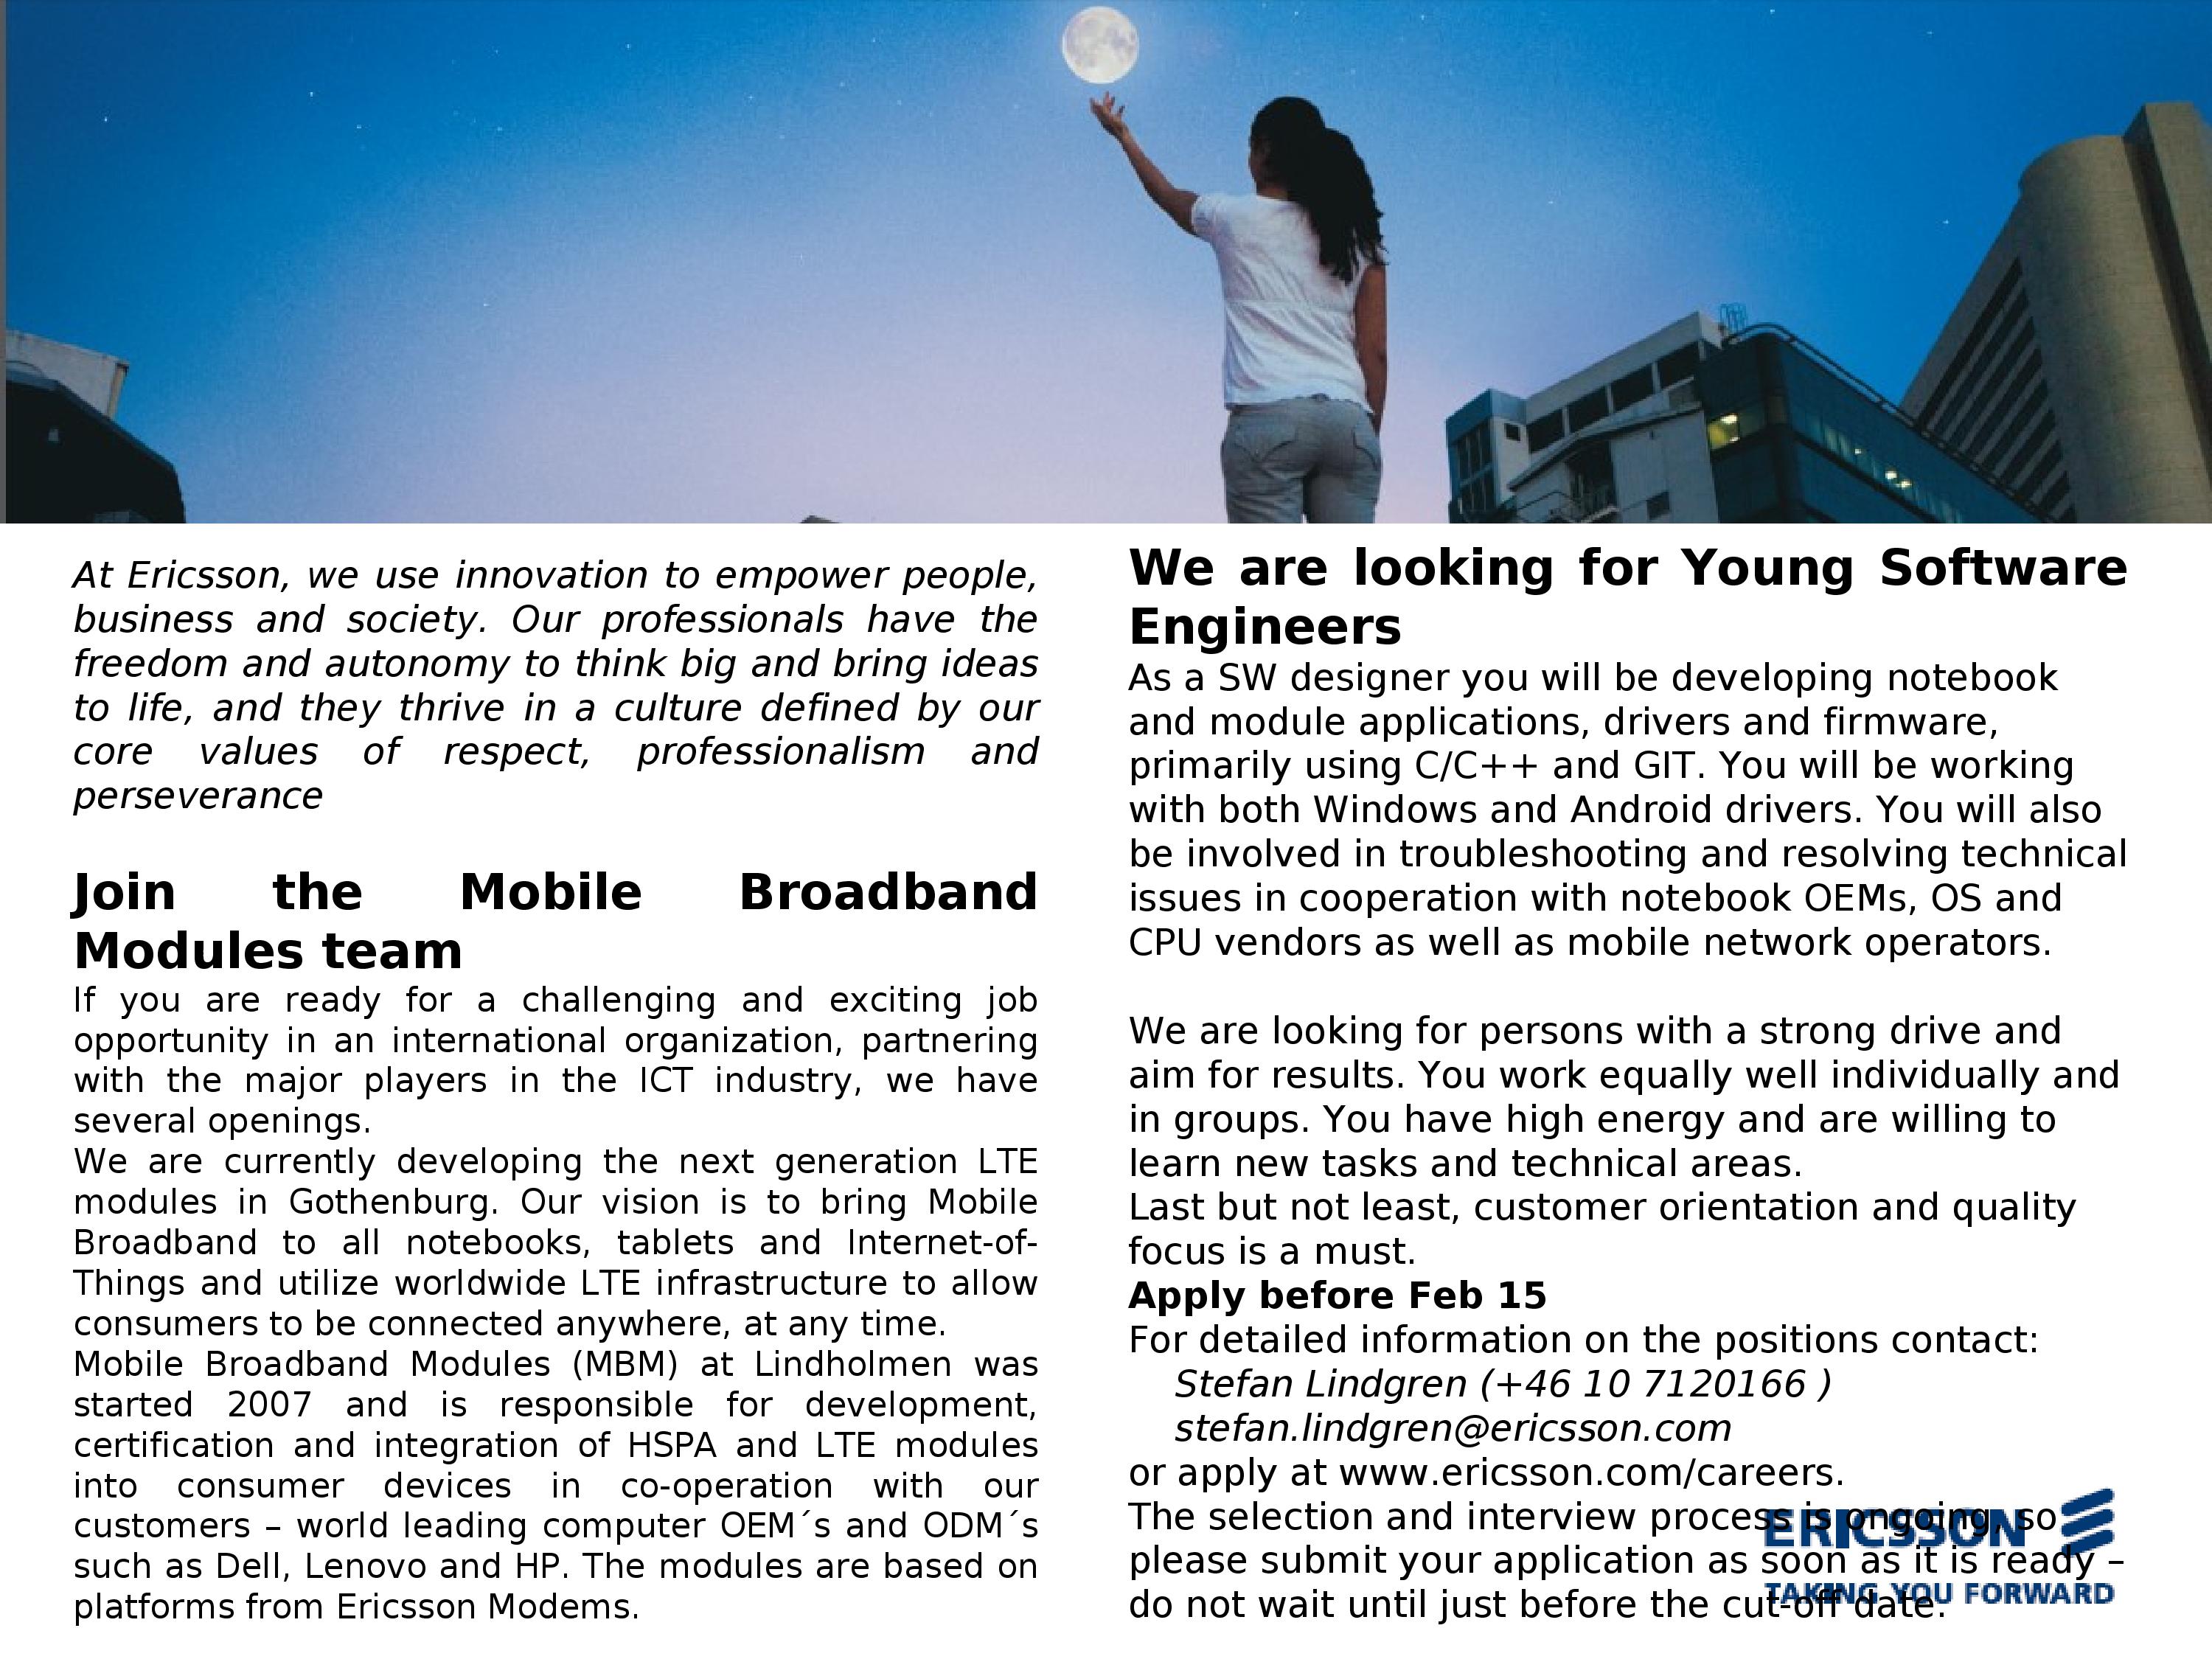 At Ericsson, we use innovation to empower people,
business and society. Our professionals have the
freedom and autonomy to think big and bring ideas
to life, and they thrive in a culture defined by our
core values of respect, professionalism and
perseverance
Join the Mobile Broadband
Modules team
If you are ready for a challenging and exciting job
opportunity in an international organization, partnering
with the major players in the ICT industry, we have
several openings.
We are currently developing the next generation LTE
modules in Gothenburg. Our vision is to bring Mobile
Broadband to all notebooks, tablets and Internet-of-
Things and utilize worldwide LTE infrastructure to allow
consumers to be connected anywhere, at any time.
Mobile Broadband Modules (MBM) at Lindholmen was
started 2007 and is responsible for development,
certification and integration of HSPA and LTE modules
into consumer devices in co-operation with our
customers – world leading computer OEM´s and ODM´s
such as Dell, Lenovo and HP. The modules are based on
platforms from Ericsson Modems.
We are looking for Young Software
Engineers
As a SW designer you will be developing notebook
and module applications, drivers and firmware,
primarily using C/C++ and GIT. You will be working
with both Windows and Android drivers. You will also
be involved in troubleshooting and resolving technical
issues in cooperation with notebook OEMs, OS and
CPU vendors as well as mobile network operators.
We are looking for persons with a strong drive and
aim for results. You work equally well individually and
in groups. You have high energy and are willing to
learn new tasks and technical areas.
Last but not least, customer orientation and quality
focus is a must.
Apply before Feb 15
For detailed information on the positions contact:
Stefan Lindgren (+46 10 7120166 )
stefan.lindgren@ericsson.com
or apply at www.ericsson.com/careers.
The selection and interview process is ongoing, so
please submit your application as soon as it is ready –
do not wait until just before the cut-off date.
ERICSSON
TAKING YOU FORWARD